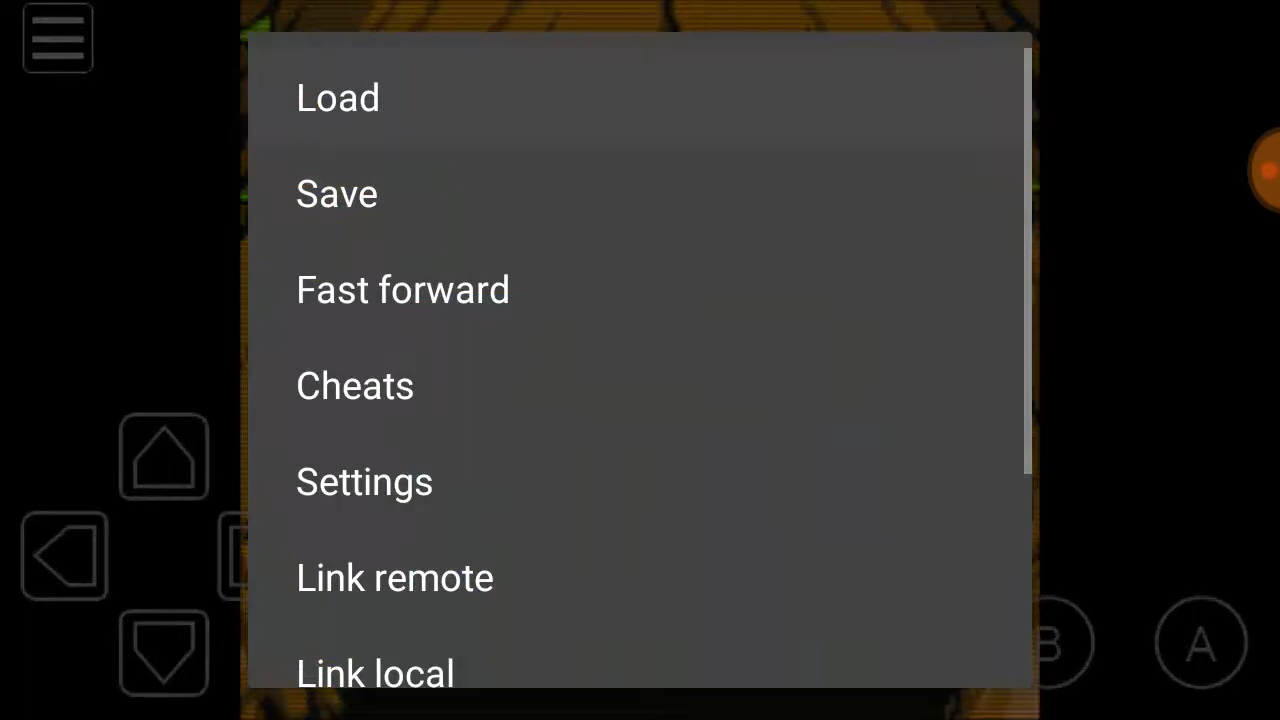 Load
Save
Fast forward
Cheats
Settings
Link remote
Link local
B
A